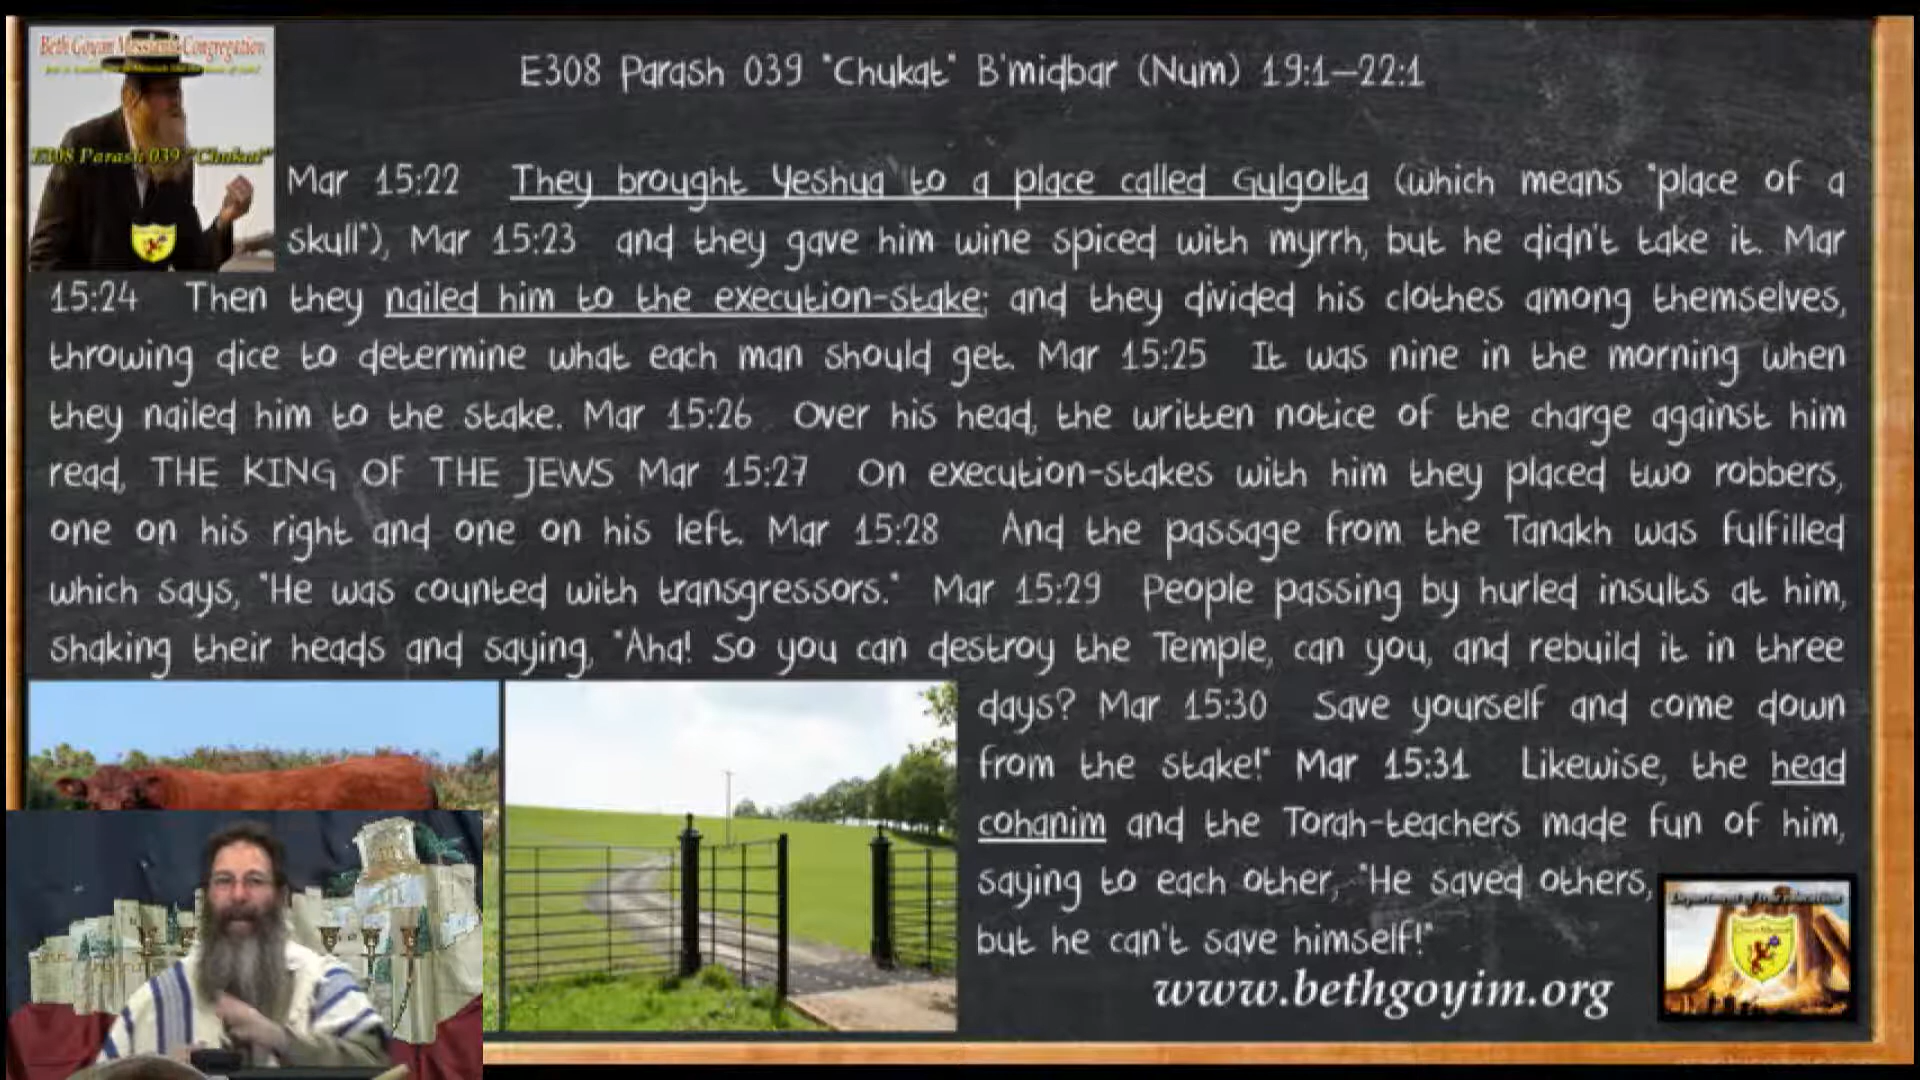 Beth Goyim Messianic Congregation
E308 Parash 039 "Chukat" B'midbar (Num) 19:1–22:1
E308 Parash 039 "Chukat"
Mar 15:22 They brought Yeshua to a place called Gulgolta (which means "place of a
skull"), Mar 15:23 and they gave him wine spiced with myrrh, but he didn't take it. Mar
15:24 Then they nailed him to the execution-stake; and they divided his clothes among themselves,
throwing dice to determine what each man should get. Mar 15:25 It was nine in the morning when
they nailed him to the stake. Mar 15:26 Over his head, the written notice of the charge against him
read, THE KING OF THE JEWS Mar 15:27 On execution-stakes with him they placed two robbers,
one on his right and one on his left. Mar 15:28 And the passage from the Tanakh was fulfilled
which says, "He was counted with transgressors." Mar 15:29 People passing by hurled insults at him,
shaking their heads and saying, "Aha! So you can destroy the Temple, can you, and rebuild it in three
days? Mar 15:30 Save yourself and come down
from the stake!" Mar 15:31 Likewise, the head
cohanim and the Torah-teachers made fun of him,
saying to each other, "He saved others,
but he can't save himself!"
www.bethgoyim.org
Department of true education